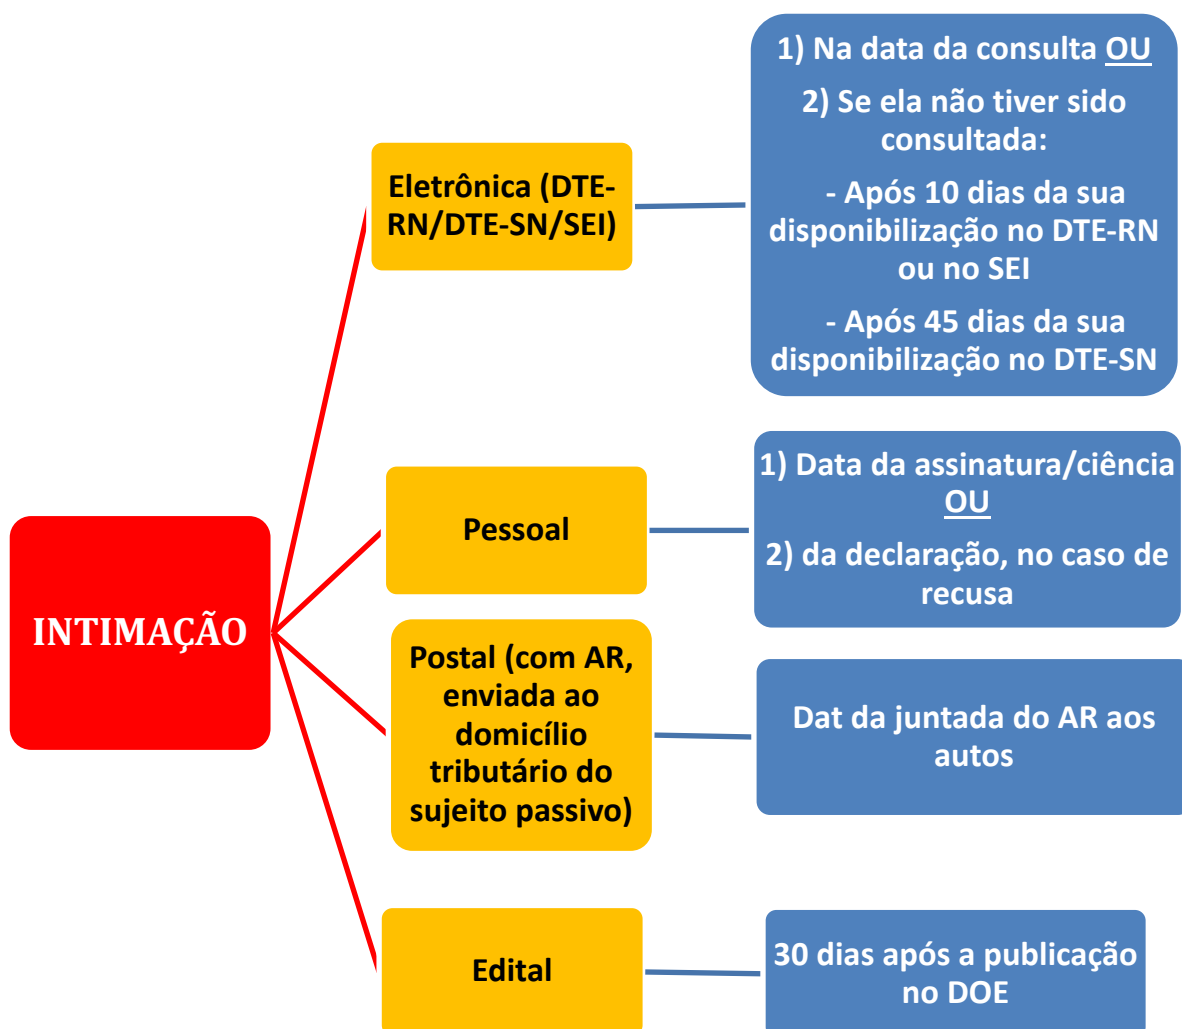 INTIMAÇÃO
Eletrônica (DTE-
RN/DTE-SN/SEI)
1) Na data da consulta OU
2) Se ela não tiver sido
consultada:
- Após 10 dias da sua
disponibilização no DTE-RN
ou no SEI
- Após 45 dias da sua
disponibilização no DTE-SN
Pessoal
1) Data da assinatura/ciência
OU
2) da declaração, no caso de
recusa
Postal (com AR,
enviada ao
domicílio
tributário do
sujeito passivo)
Dat da juntada do AR aos
autos
Edital
30 dias após a publicação
no DOE